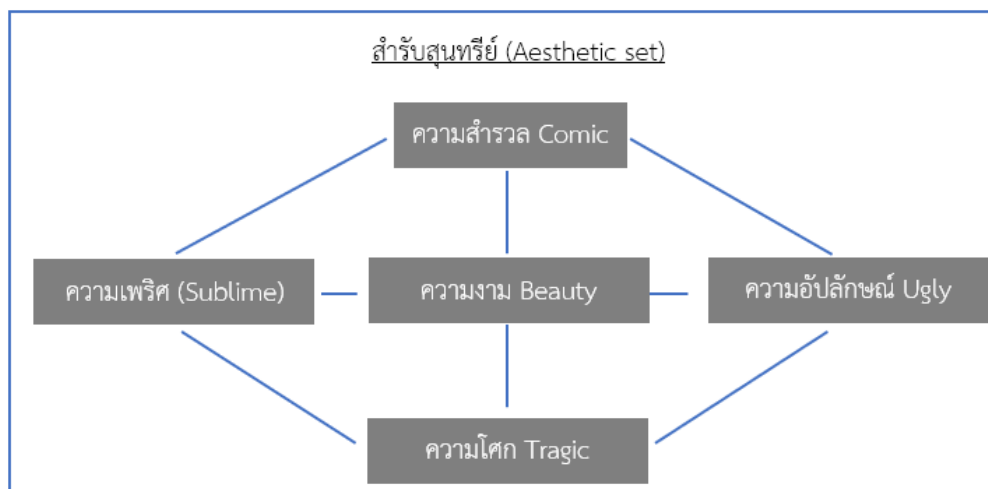 สำรับสุนทรีย์ (Aesthetic set)
ความสำรวล Comic
ความเพริศ (Sublime)
ความงาม Beauty
ความอัปลักษณ์ Ugly
ความโศก Tragic